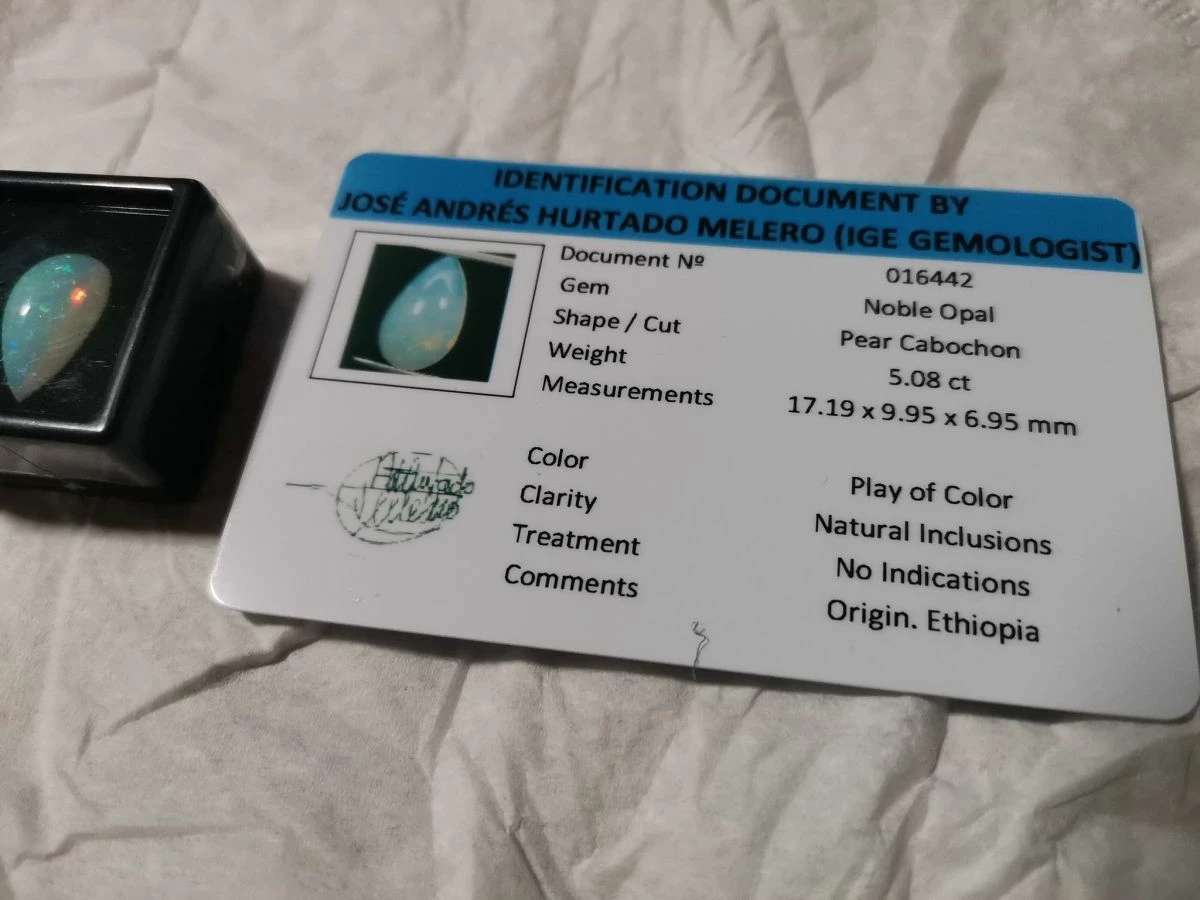 IDENTIFICATION DOCUMENT BY
JOSÉ ANDRÉS HURTADO MELERO (IGE GEMOLOGIST)
Document Nº 016442
Gem Noble Opal
Shape / Cut Pear Cabochon
Weight 5.08 ct
Measurements 17.19 x 9.95 x 6.95 mm
Color Play of Color
Clarity Natural Inclusions
Treatment No Indications
Comments Origin. Ethiopia